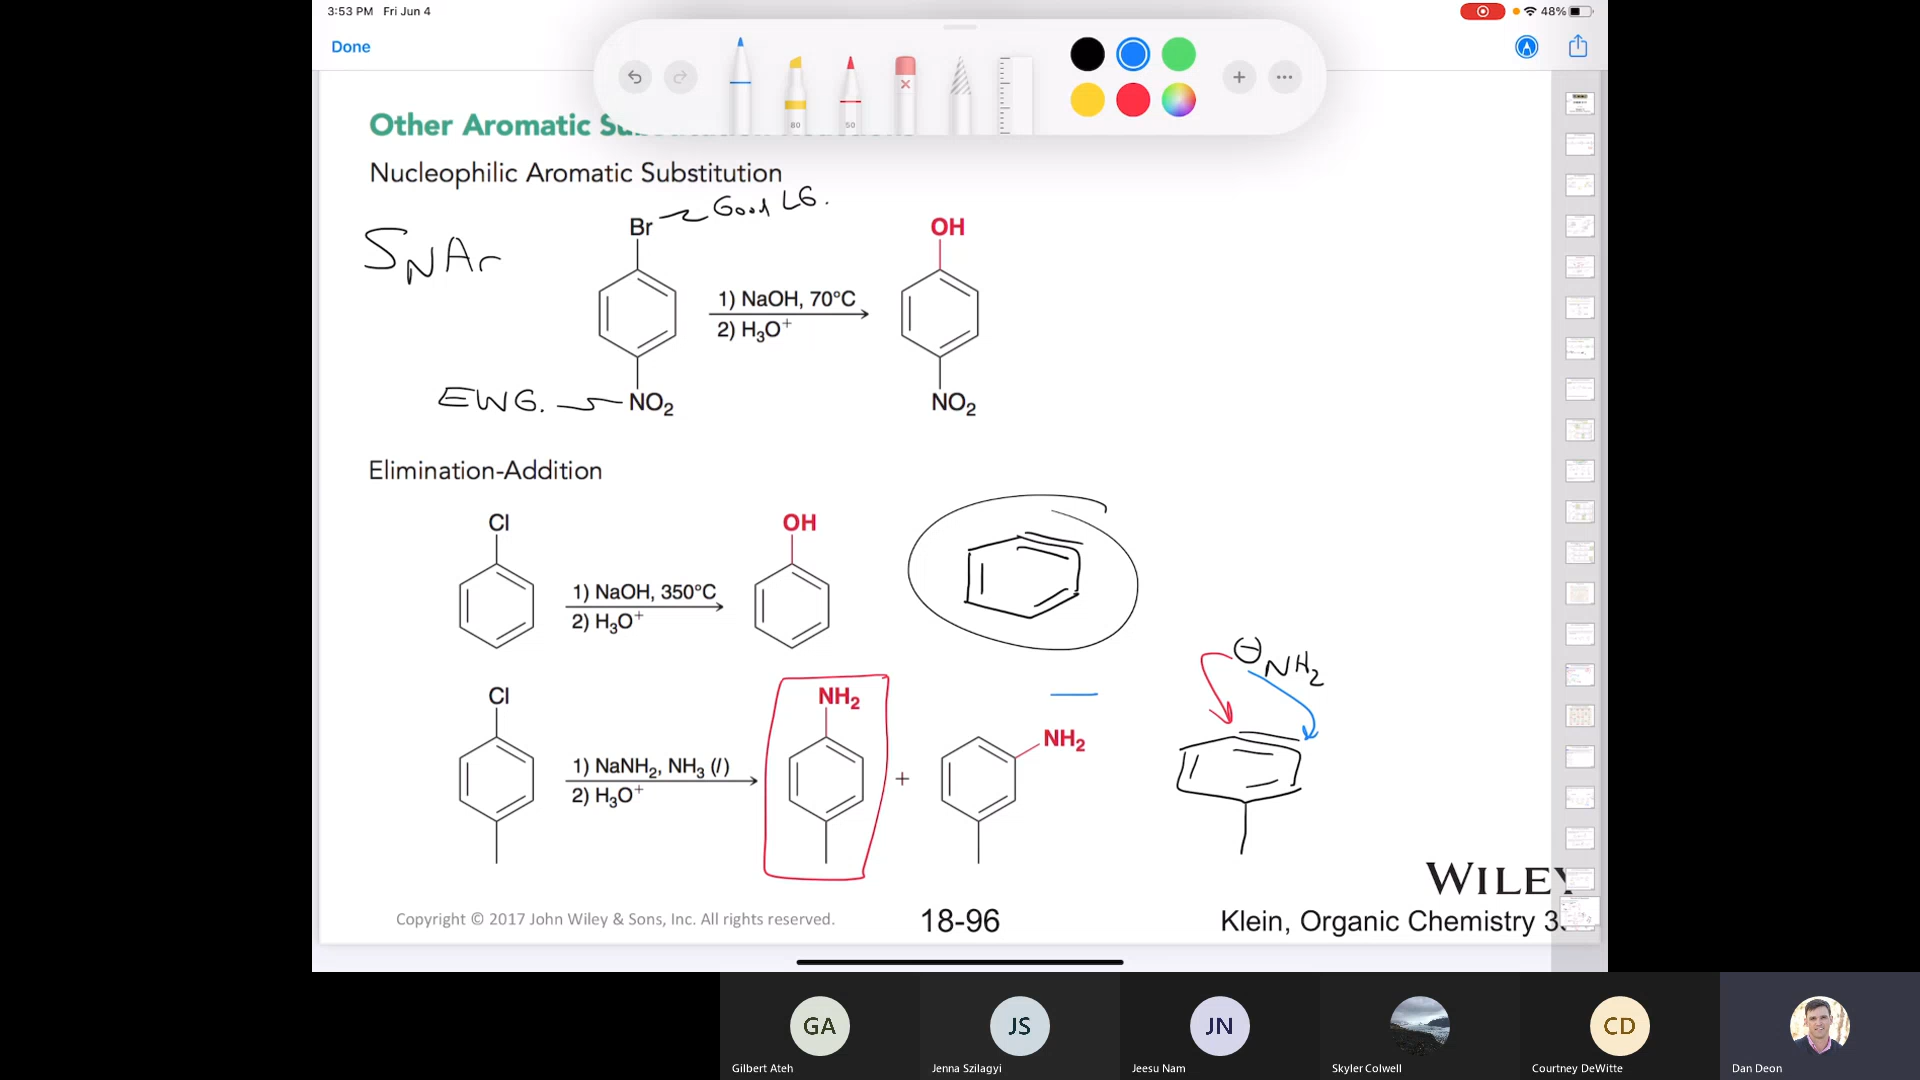 3:53 PM Fri Jun 4
48%
Done
80
50
Other Aromatic
Nucleophilic Aromatic Substitution
Good LG.
SNAr
Br
OH
1) NaOH, 70°C
2) H3O+
EWG.
NO2
NO2
Elimination-Addition
Cl
OH
1) NaOH, 350°C
2) H3O+
⊖NH2
Cl
NH2
NH2
1) NaNH2, NH3 (l)
2) H3O+
+
WILEY
Copyright © 2017 John Wiley & Sons, Inc. All rights reserved.
18-96
Klein, Organic Chemistry
GA
JS
JN
CD
Gilbert Ateh
Jenna Szilagyi
Jeesu Nam
Skyler Colwell
Courtney DeWitte
Dan Deon